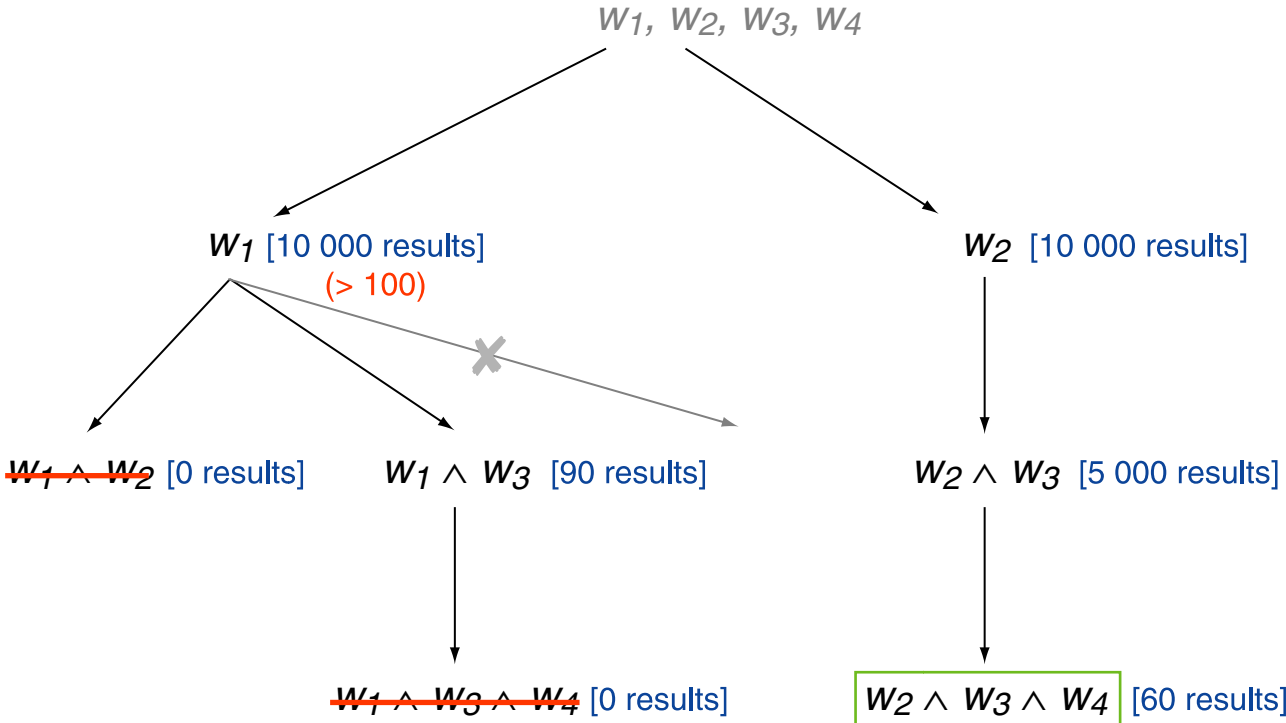 w1, w2, w3, w4
w1 [10 000 results] w2 [10 000 results]
(> 100)
w1 ∧ w2 [0 results] w1 ∧ w3 [90 results] w2 ∧ w3 [5 000 results]
w1 ∧ w3 ∧ w4 [0 results] w2 ∧ w3 ∧ w4 [60 results]